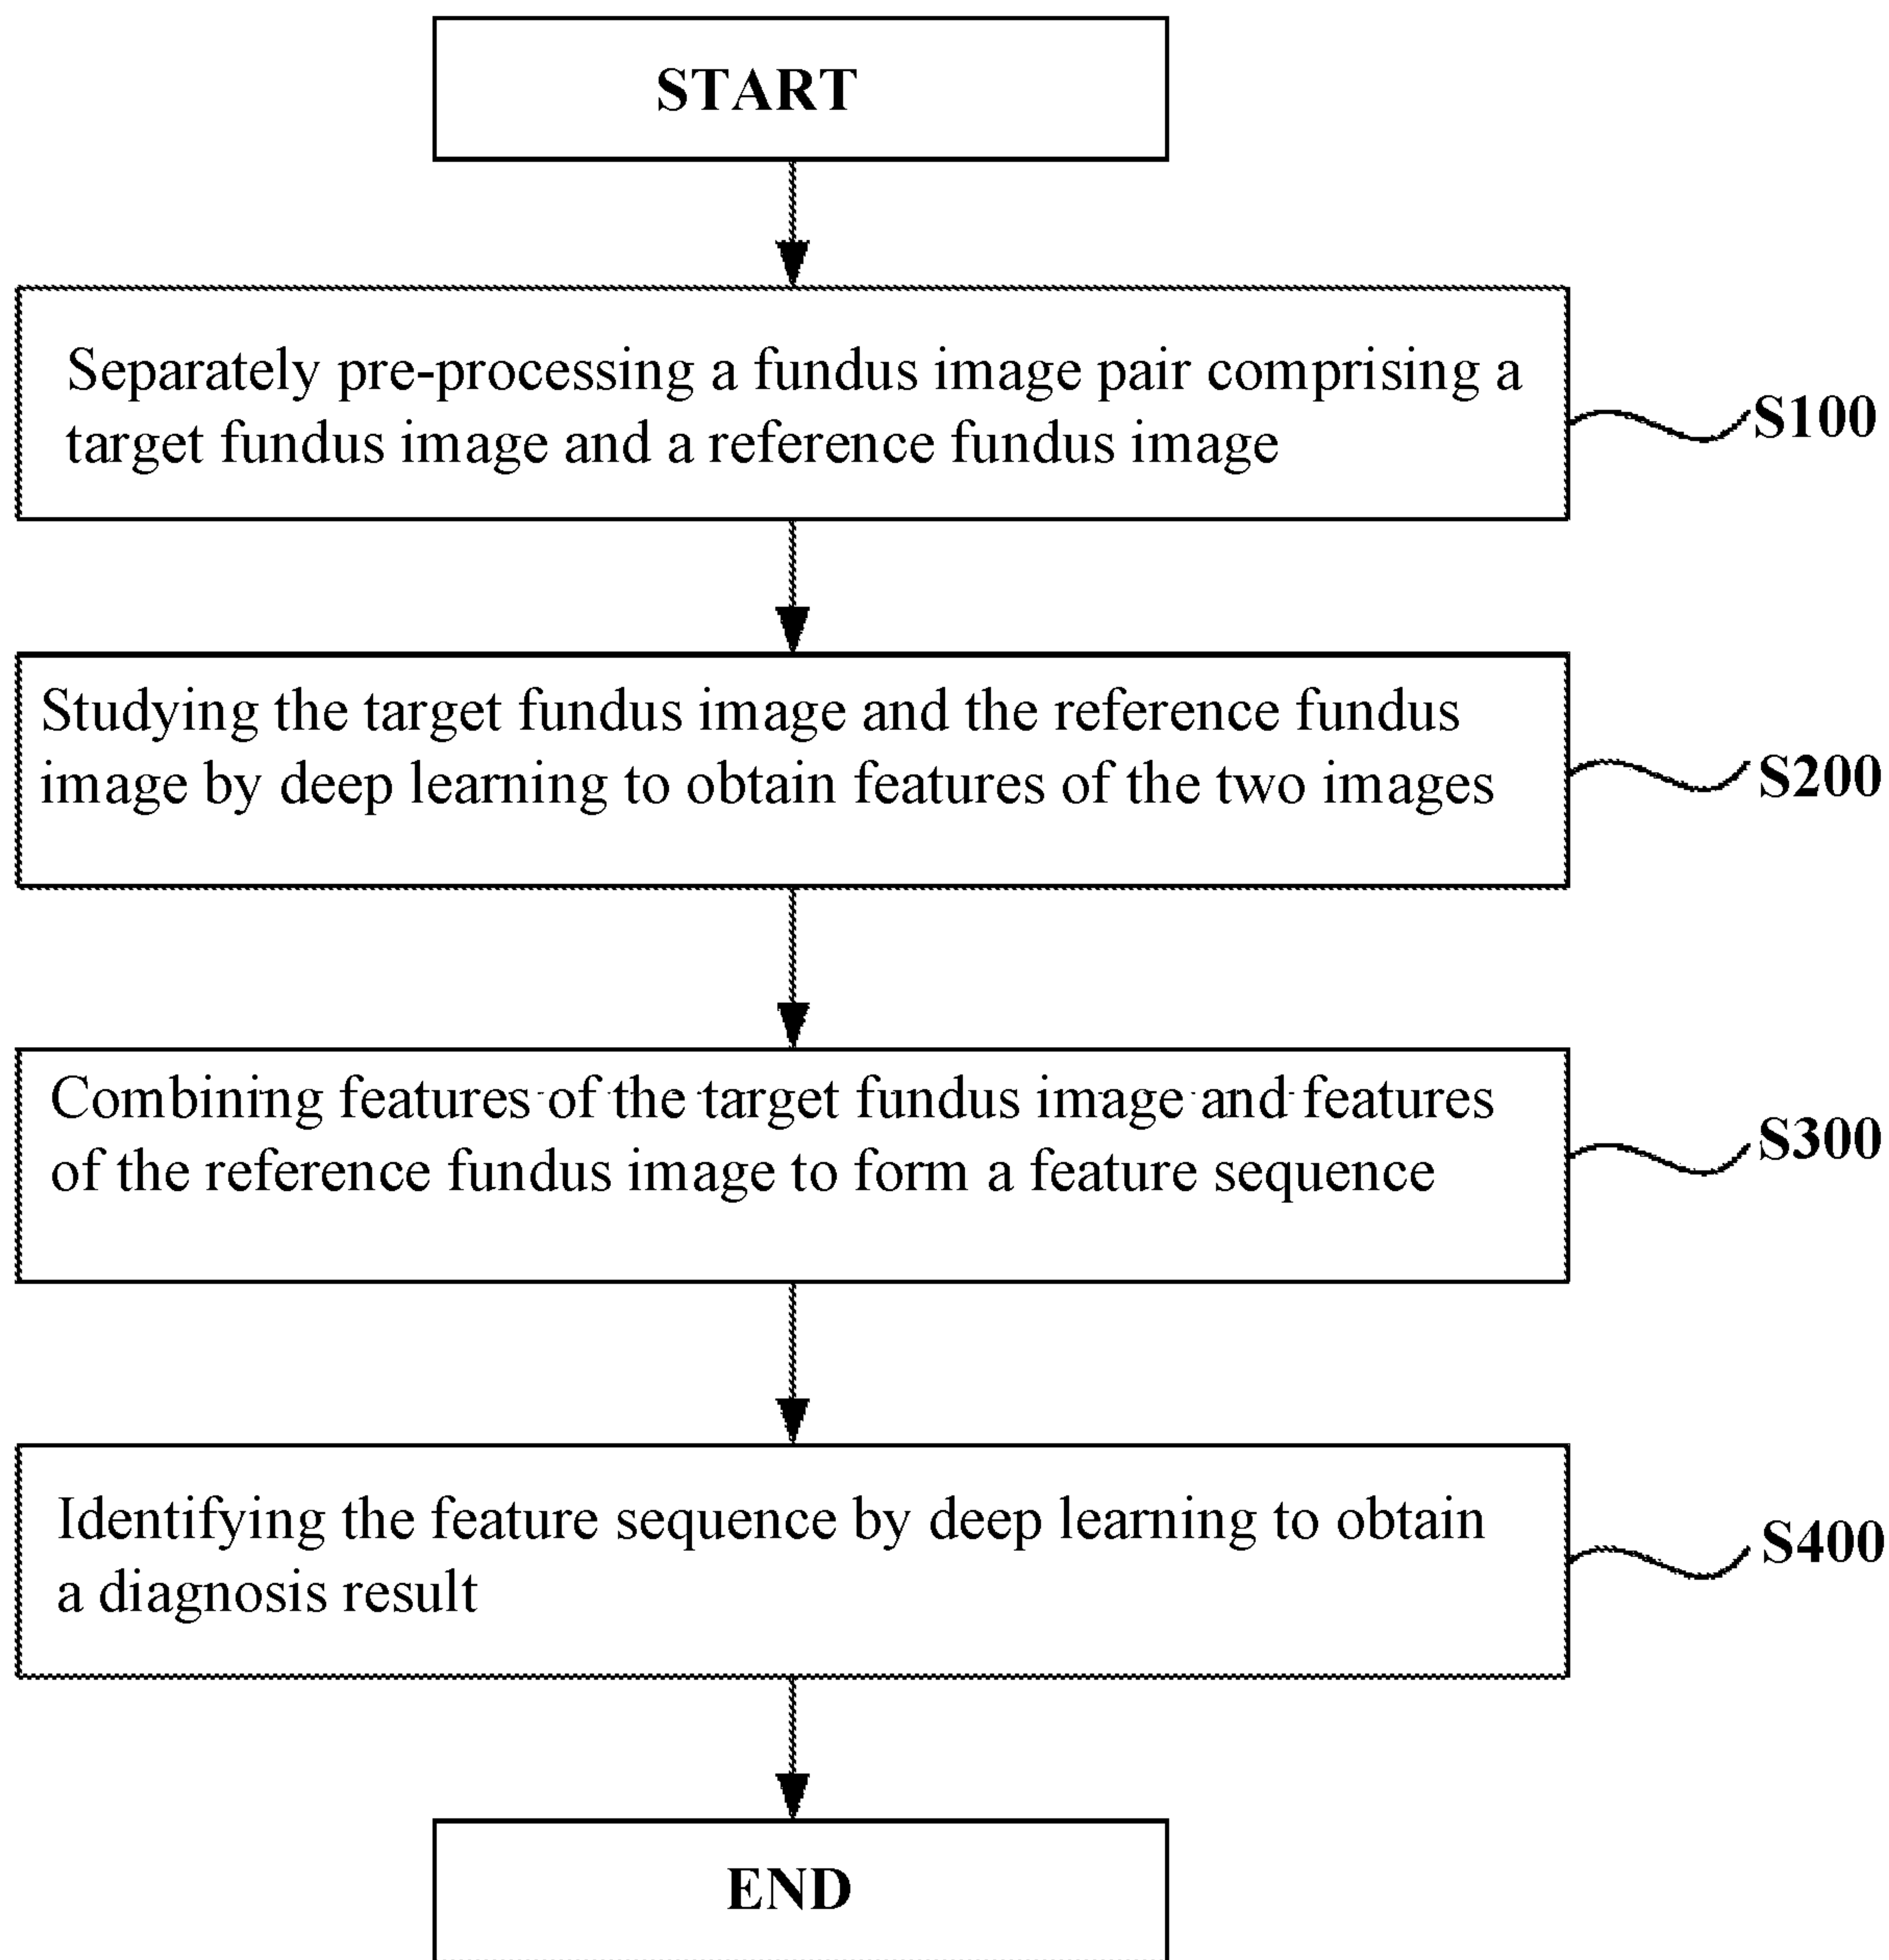 START
Separately pre-processing a fundus image pair comprising a
target fundus image and a reference fundus image
S100
Studying the target fundus image and the reference fundus
image by deep learning to obtain features of the two images
S200
Combining features of the target fundus image and features
of the reference fundus image to form a feature sequence
S300
Identifying the feature sequence by deep learning to obtain
a diagnosis result
S400
END